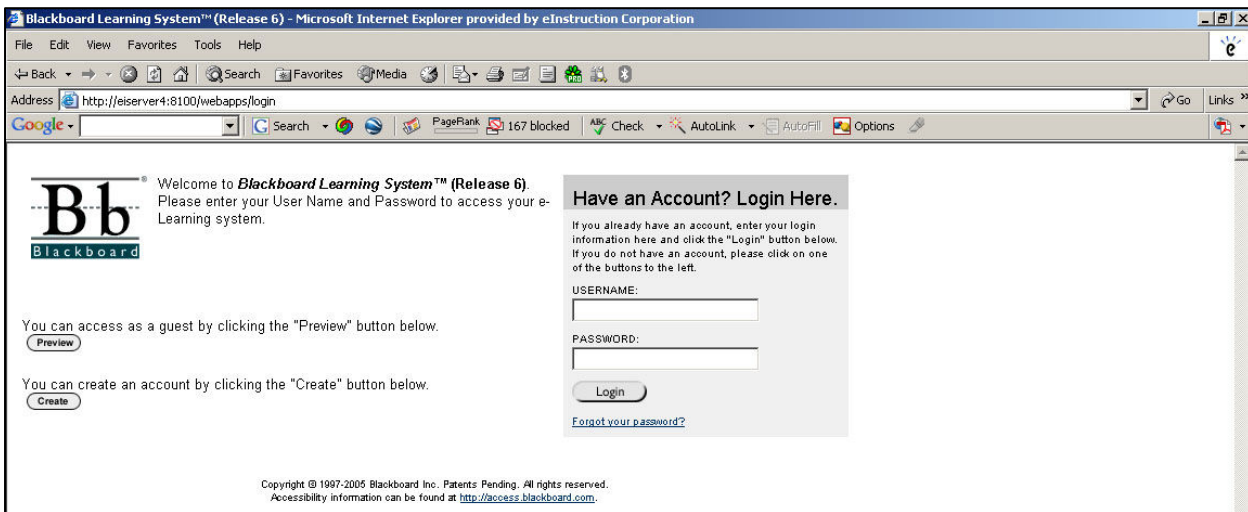 Blackboard Learning System™ (Release 6) - Microsoft Internet Explorer provided by eInstruction Corporation
File Edit View Favorites Tools Help
Back Search Favorites Media
Address http://eiserver4:8100/webapps/login Go Links »
Google Search PageRank 167 blocked ABC Check AutoLink AutoFill Options
Bb ®
Blackboard
Welcome to Blackboard Learning System™ (Release 6).
Please enter your User Name and Password to access your e-
Learning system.
You can access as a guest by clicking the "Preview" button below.
Preview
You can create an account by clicking the "Create" button below.
Create
Have an Account? Login Here.
If you already have an account, enter your login
information here and click the "Login" button below.
If you do not have an account, please click on one
of the buttons to the left.
USERNAME:
PASSWORD:
Login
Forgot your password?
Copyright © 1997-2005 Blackboard Inc. Patents Pending. All rights reserved.
Accessibility information can be found at http://access.blackboard.com.